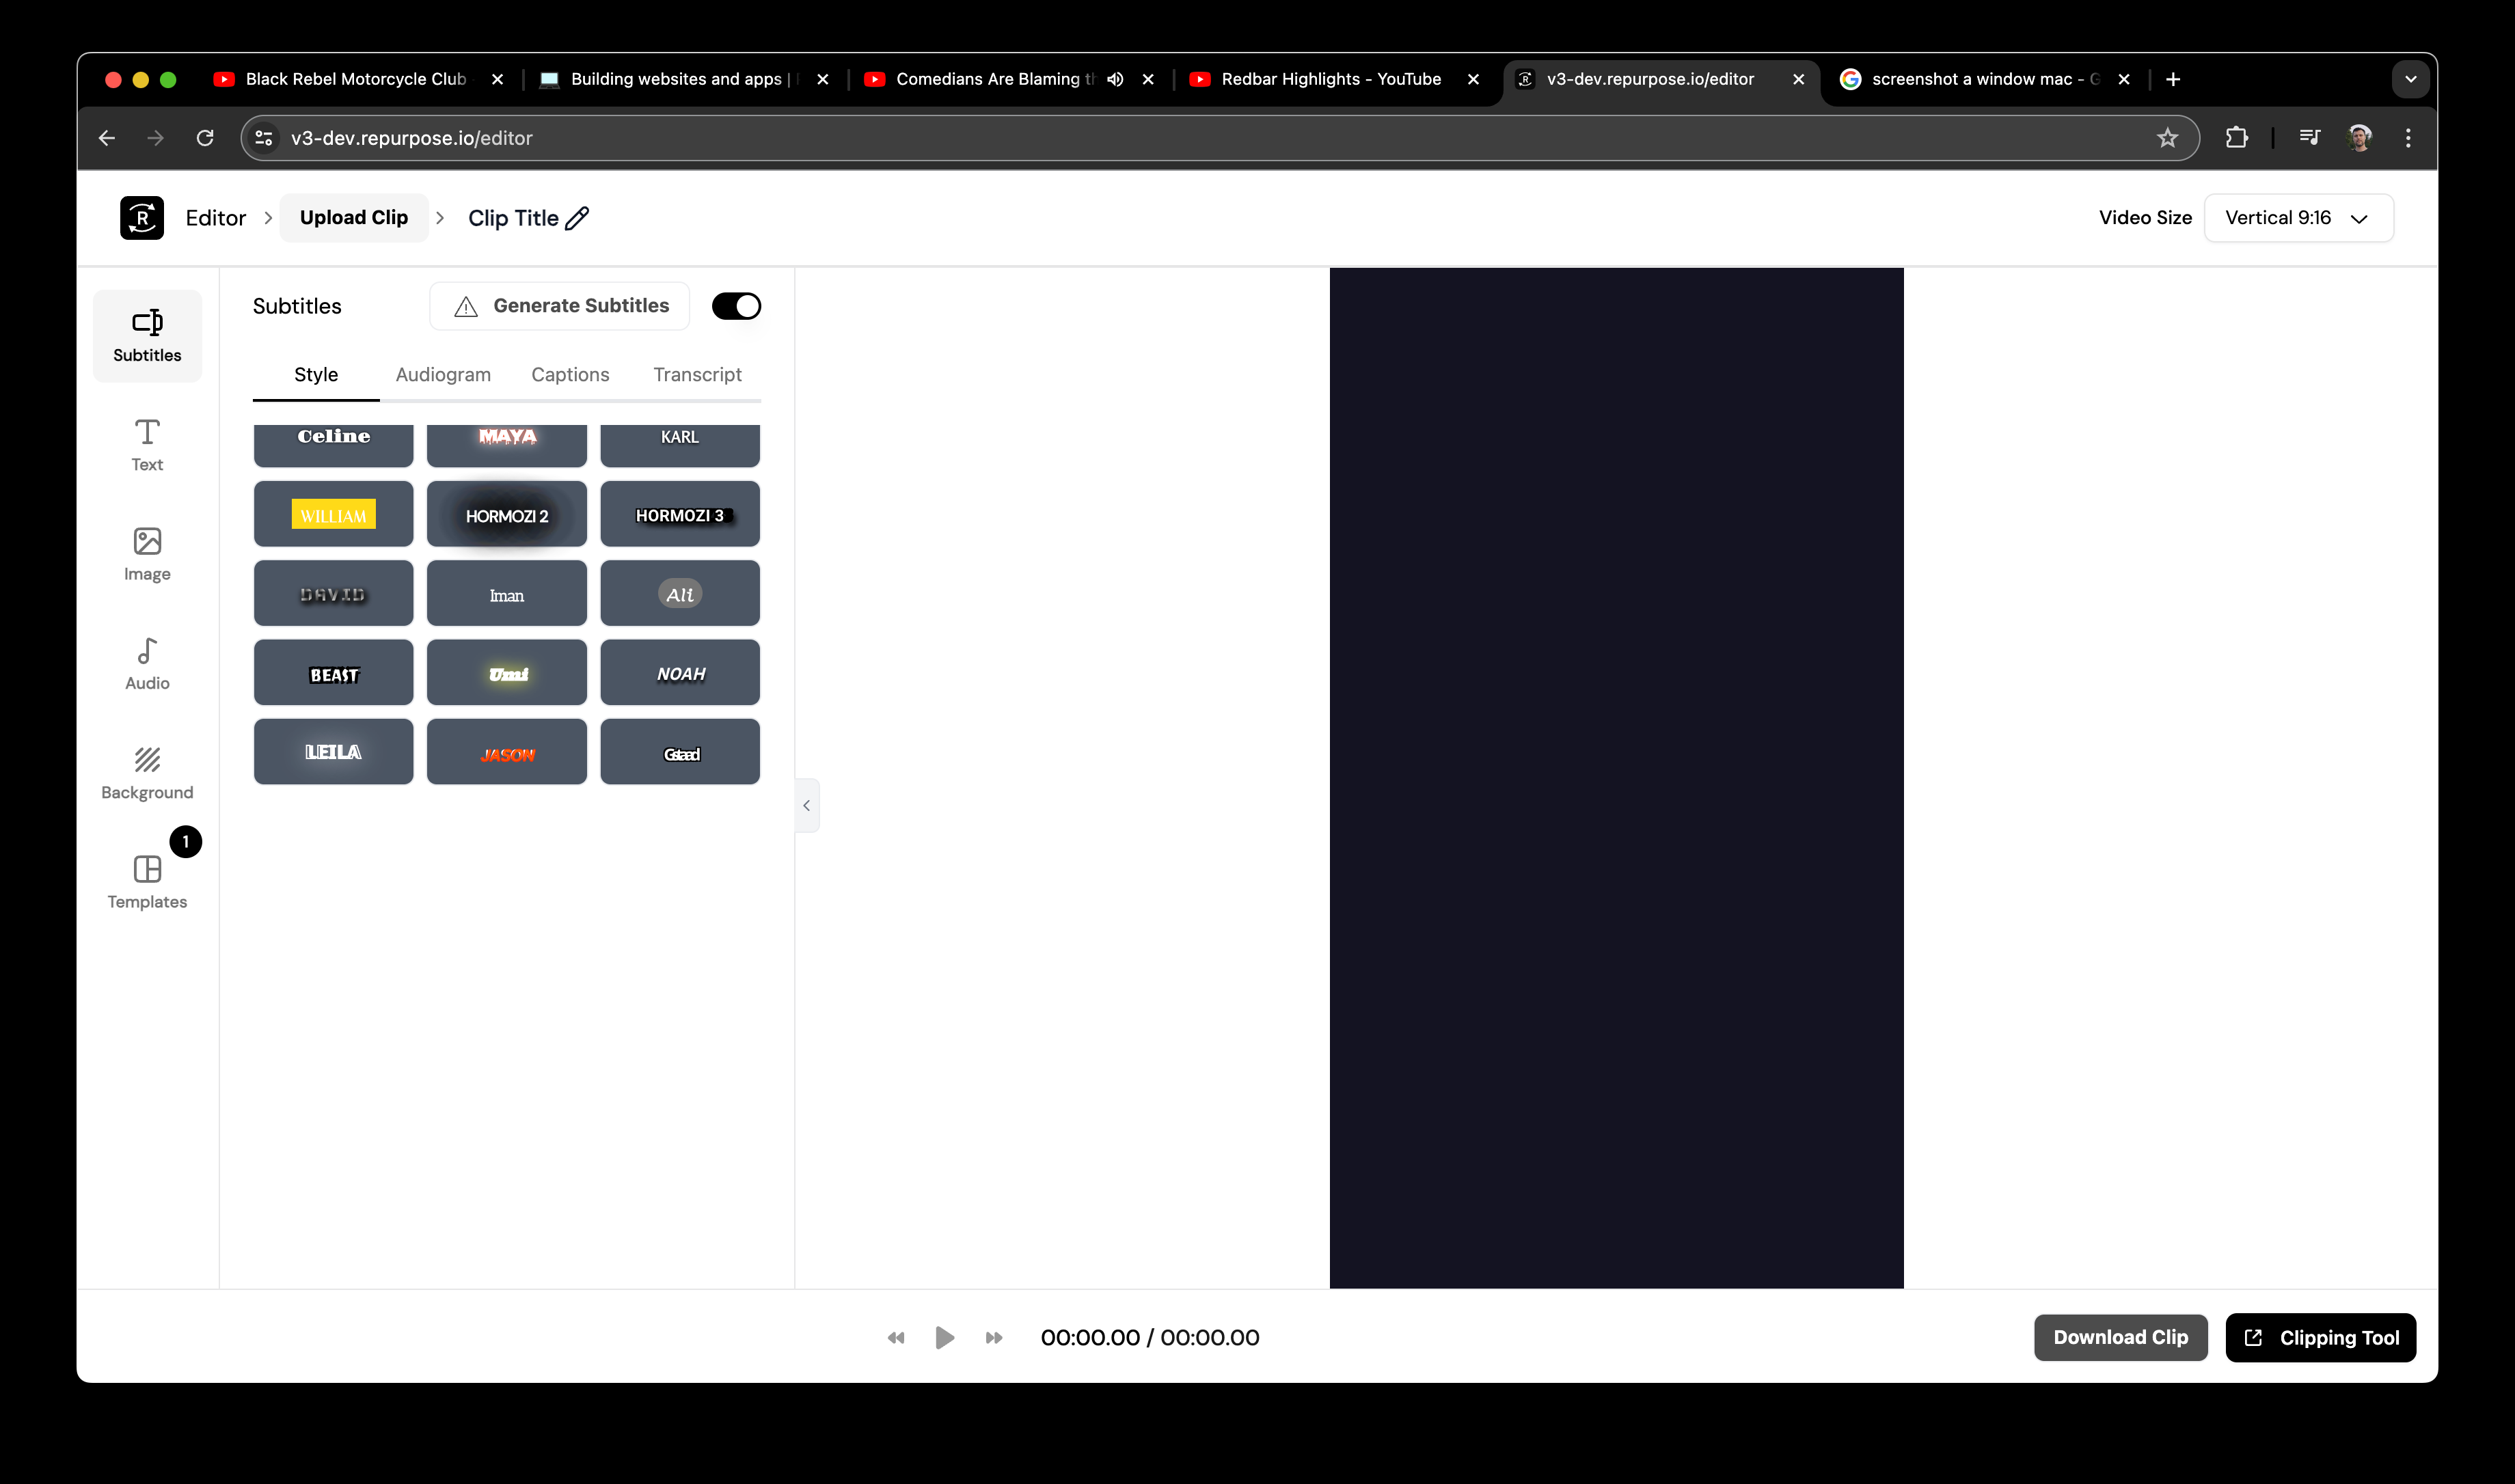 Black Rebel Motorcycle Club
Building websites and apps |
Comedians Are Blaming th
Redbar Highlights - YouTube
v3-dev.repurpose.io/editor
screenshot a window mac - G
v3-dev.repurpose.io/editor
R
Editor
Upload Clip
Clip Title
Video Size
Vertical 9:16
Subtitles
Text
Image
Audio
Background
1
Templates
Subtitles
Generate Subtitles
Style
Audiogram
Captions
Transcript
Celine
MAYA
KARL
WILLIAM
HORMOZI 2
HORMOZI 3
DAVID
Iman
Ali
BEAST
Umi
NOAH
LEILA
JASON
Gstaad
00:00.00 / 00:00.00
Download Clip
Clipping Tool